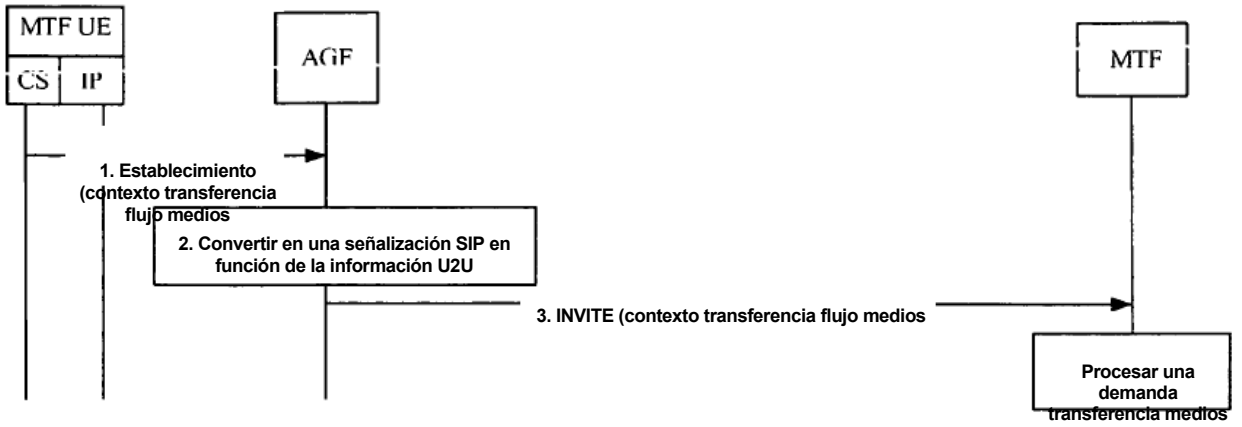 MTF UE
CS IP
AGF
MTF
1. Establecimiento
(contexto transferencia
flujo medios
2. Convertir en una señalización SIP en
función de la información U2U
3. INVITE (contexto transferencia flujo medios
Procesar una
demanda
transferencia medios